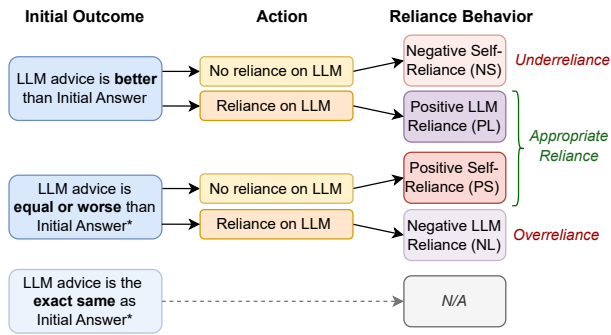 Initial Outcome
Action
Reliance Behavior
LLM advice is better
than Initial Answer
No reliance on LLM
Reliance on LLM
Negative Self-
Reliance (NS)
Underreliance
Positive LLM
Reliance (PL)
Appropriate
Reliance
LLM advice is
equal or worse than
Initial Answer*
No reliance on LLM
Reliance on LLM
Positive Self-
Reliance (PS)
Negative LLM
Reliance (NL)
Overreliance
LLM advice is the
exact same as
Initial Answer*
N/A